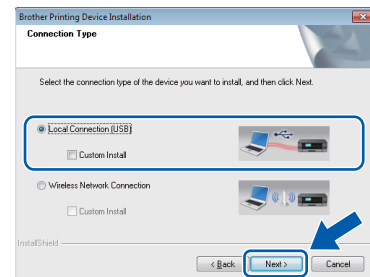 Brother Printing Device Installation
Connection Type
Select the connection type of the device you want to install, and then click Next.
Local Connection (USB)
Custom Install
Wireless Network Connection
Custom Install
InstallShield
< Back
Next >
Cancel